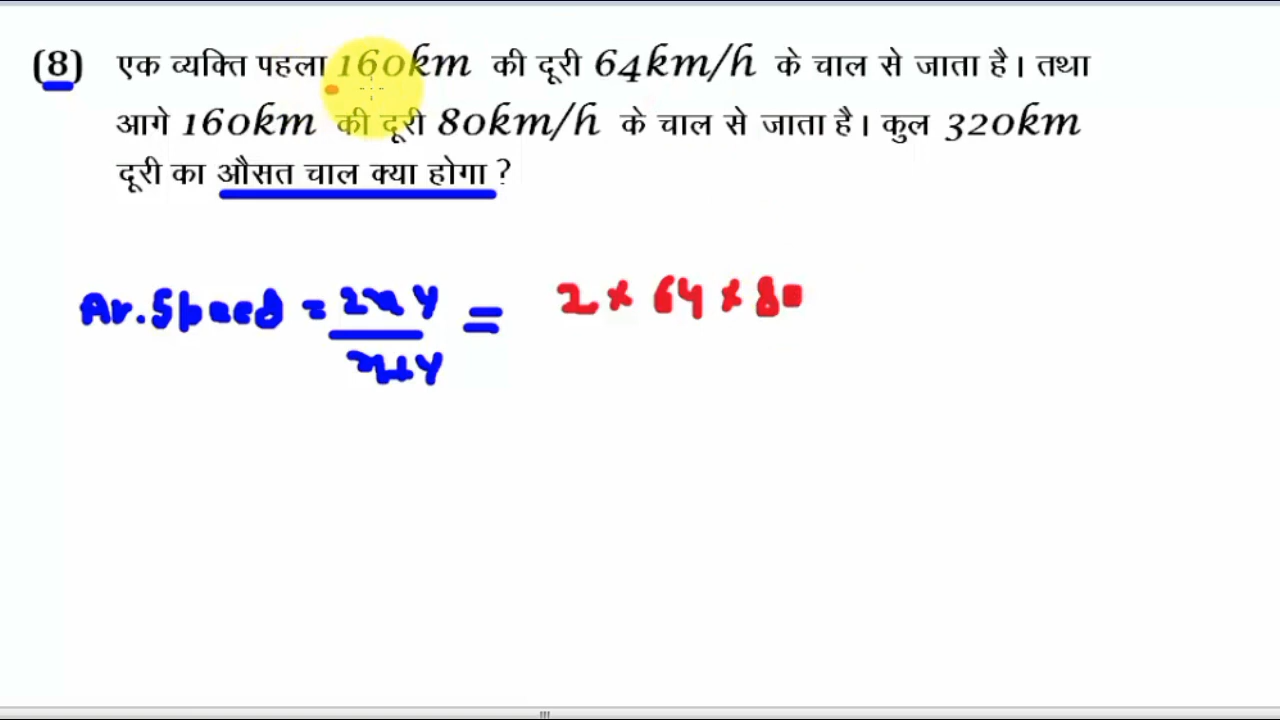 (8) एक व्यक्ति पहला 160km की दूरी 64km/h के चाल से जाता है। तथा
आगे 160km की दूरी 80km/h के चाल से जाता है। कुल 320km
दूरी का औसत चाल क्या होगा ?
Av. Speed = 2xy / x+y = 2 × 64 × 80